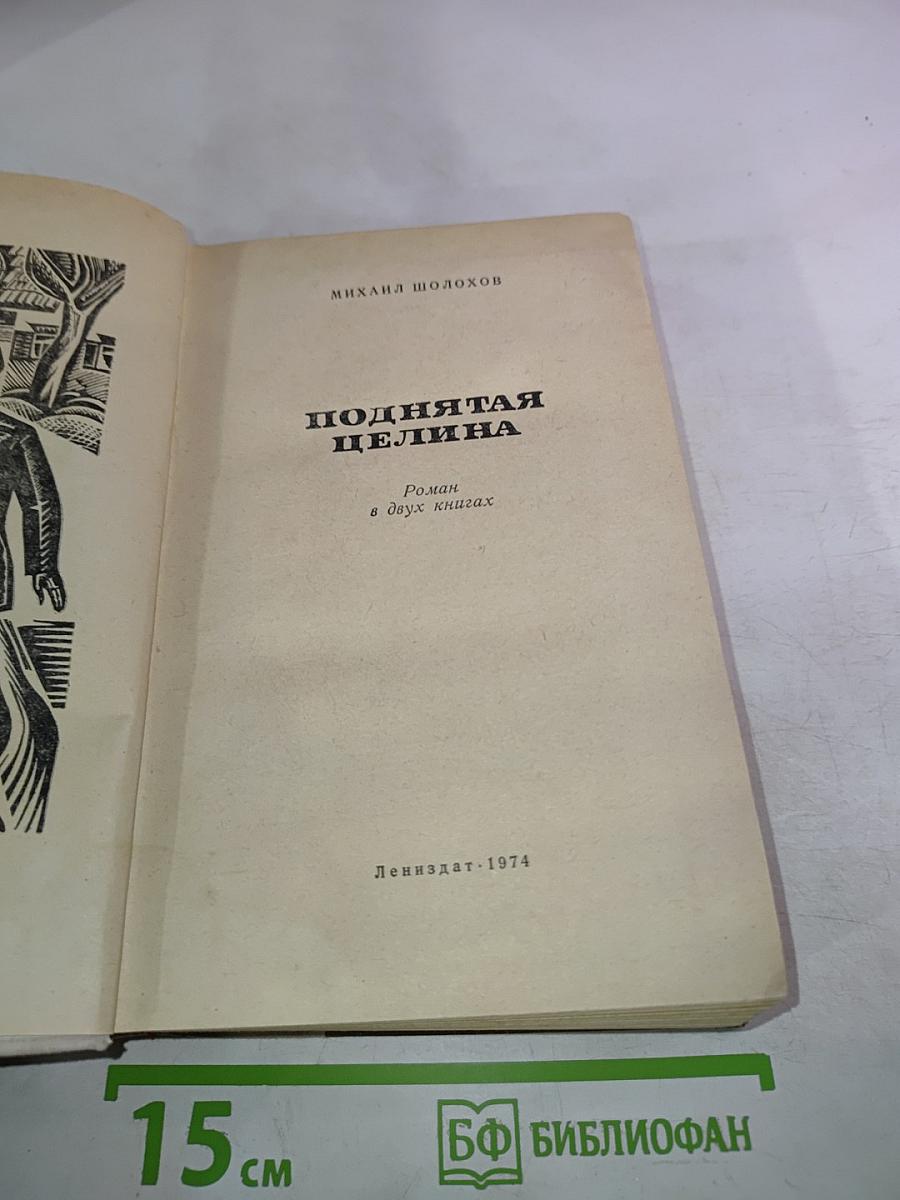 МИХАИЛ ШОЛОХОВ
ПОДНЯТАЯ
ЦЕЛИНА
Роман
в двух книгах
Лениздат·1974
15 см
БФ БИБЛИОФАН